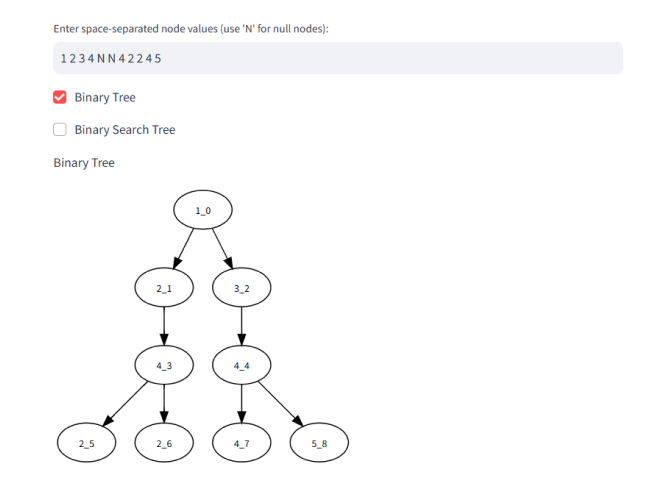 Enter space-separated node values (use 'N' for null nodes):
1 2 3 4 N N 4 2 2 4 5
Binary Tree
Binary Search Tree
Binary Tree
1_0
2_1 3_2
4_3 4_4
2_5 2_6 4_7 5_8